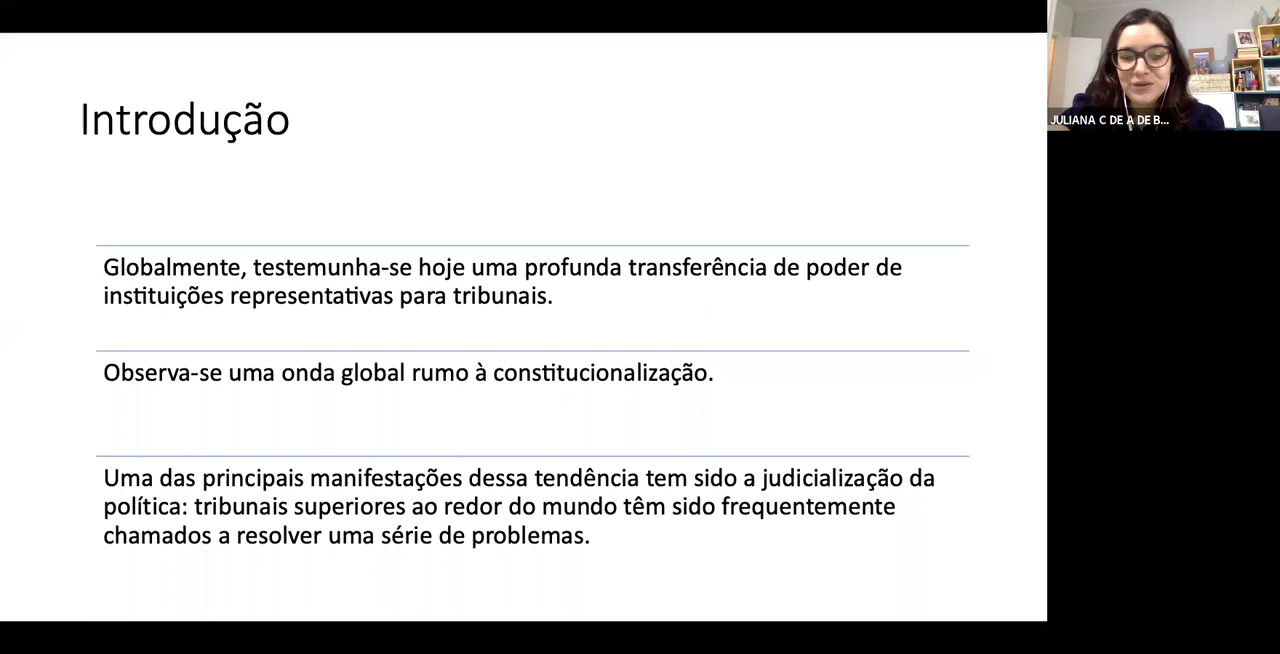 Introdução
Globalmente, testemunha-se hoje uma profunda transferência de poder de
instituições representativas para tribunais.
Observa-se uma onda global rumo à constitucionalização.
Uma das principais manifestações dessa tendência tem sido a judicialização da
política: tribunais superiores ao redor do mundo têm sido frequentemente
chamados a resolver uma série de problemas.
JULIANA C DE A DE B...